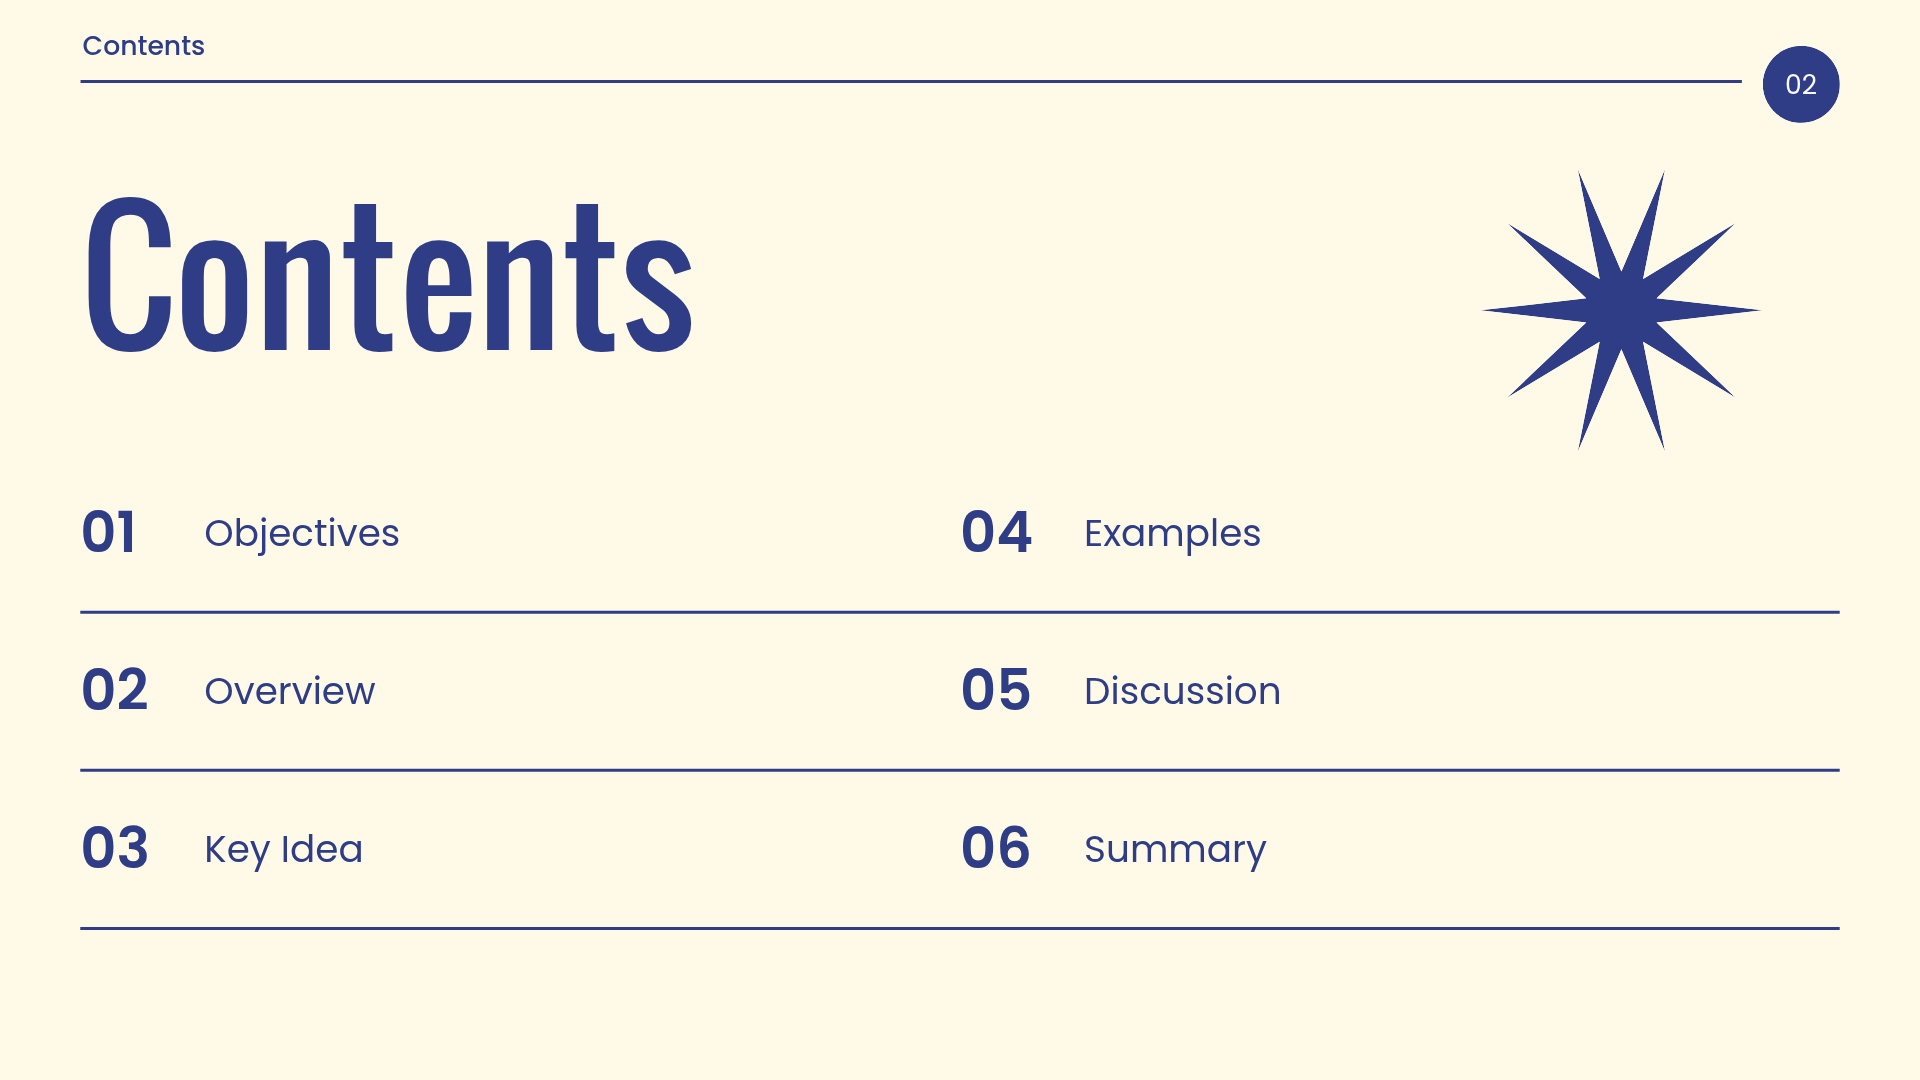 Contents
02
Contents
01 Objectives
02 Overview
03 Key Idea
04 Examples
05 Discussion
06 Summary